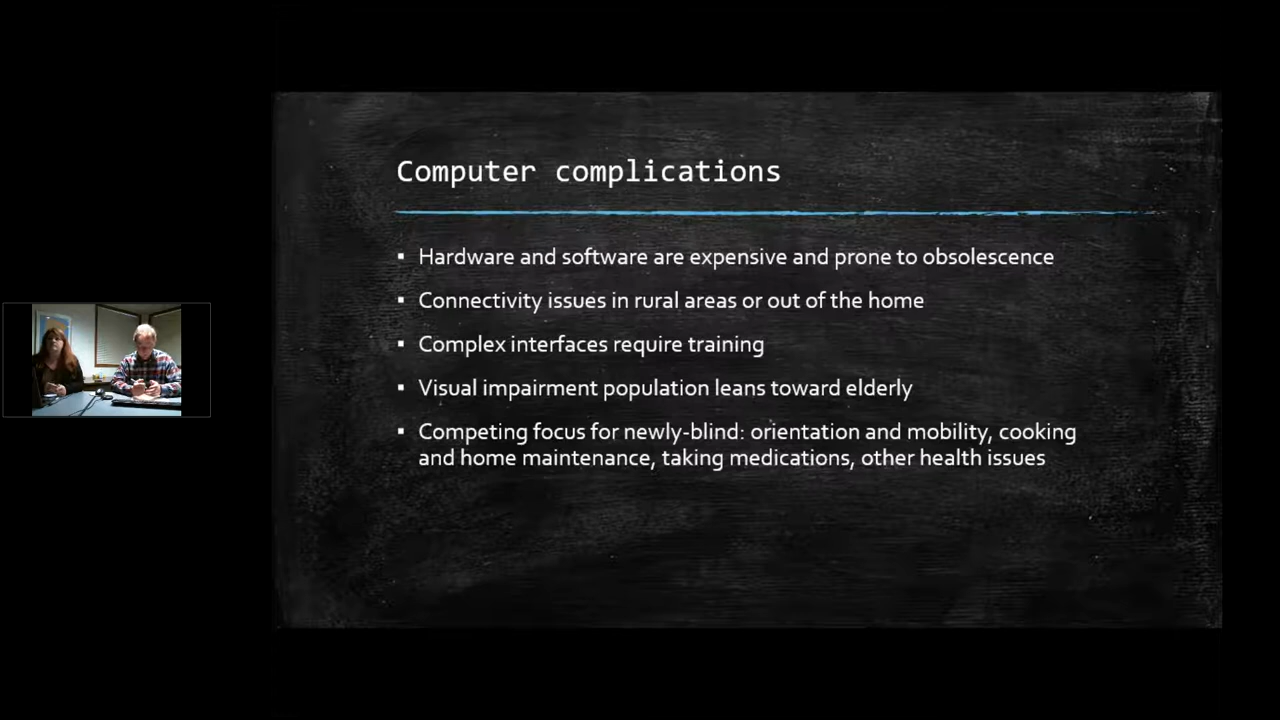 Computer complications
▪ Hardware and software are expensive and prone to obsolescence
▪ Connectivity issues in rural areas or out of the home
▪ Complex interfaces require training
▪ Visual impairment population leans toward elderly
▪ Competing focus for newly-blind: orientation and mobility, cooking
and home maintenance, taking medications, other health issues